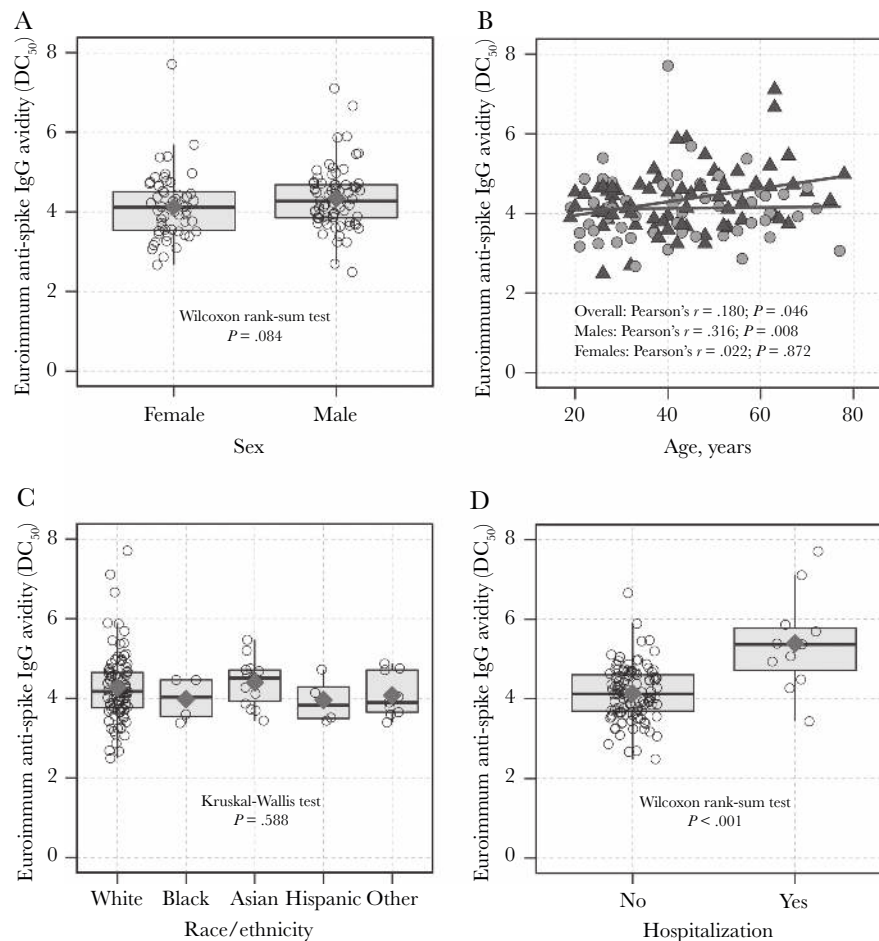 A
Euroimmum anti-spike IgG avidity (DC50)
8
6
4
2
0
Wilcoxon rank-sum test
P = .084
Female Male
Sex
B
Euroimmum anti-spike IgG avidity (DC50)
8
6
4
2
0
Overall: Pearson's r = .180; P = .046
Males: Pearson's r = .316; P = .008
Females: Pearson's r = .022; P = .872
20 40 60 80
Age, years
C
Euroimmum anti-spike IgG avidity (DC50)
8
6
4
2
0
Kruskal-Wallis test
P = .588
White Black Asian Hispanic Other
Race/ethnicity
D
Euroimmum anti-spike IgG avidity (DC50)
8
6
4
2
0
Wilcoxon rank-sum test
P < .001
No Yes
Hospitalization